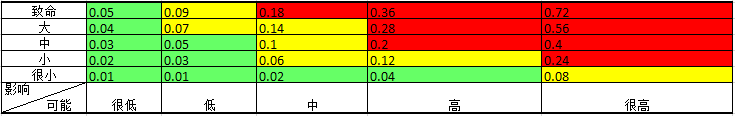 致命 0.05 0.09 0.18 0.36 0.72
大 0.04 0.07 0.14 0.28 0.56
中 0.03 0.05 0.1 0.2 0.4
小 0.02 0.03 0.06 0.12 0.24
很小 0.01 0.01 0.02 0.04 0.08
影响
可能 很低 低 中 高 很高